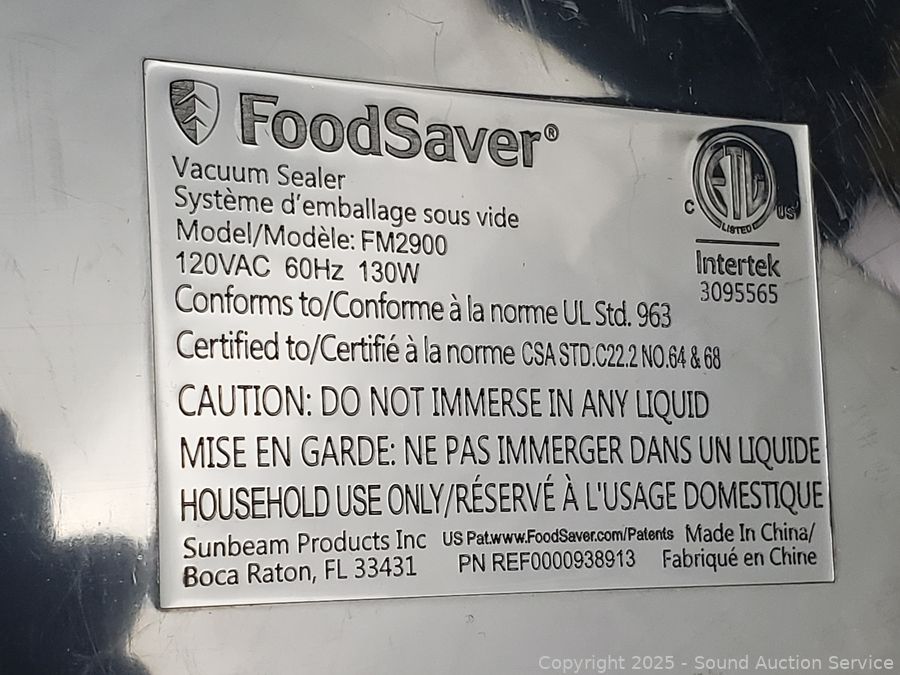 FoodSaver®
Vacuum Sealer
Système d'emballage sous vide
Model/Modèle: FM2900
120VAC 60Hz 130W
Conforms to/Conforme à la norme UL Std. 963
Certified to/Certifié à la norme CSA STD.C22.2 NO.64 & 68
CAUTION: DO NOT IMMERSE IN ANY LIQUID
MISE EN GARDE: NE PAS IMMERGER DANS UN LIQUIDE
HOUSEHOLD USE ONLY/RÉSERVÉ À L'USAGE DOMESTIQUE
Sunbeam Products Inc
Boca Raton, FL 33431
US Pat.www.FoodSaver.com/Patents
PN REF0000938913
Made In China/
Fabriqué en Chine
ETL
C US
LISTED
Intertek
3095565
Copyright 2025 - Sound Auction Service